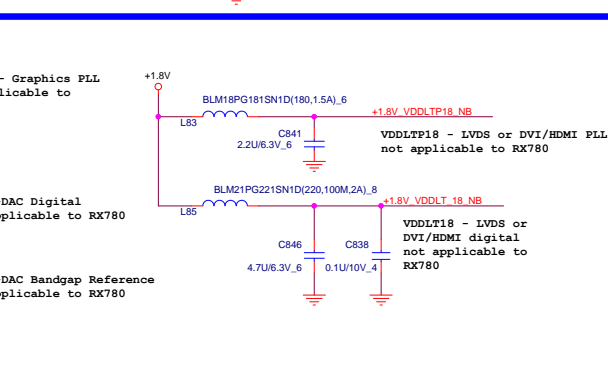 - Graphics PLL
licable to
+1.8V
BLM18PG181SN1D(180,1.5A)_6
L83
+1.8V_VDDLTP18_NB
C841
2.2U/6.3V_6
VDDLTP18 - LVDS or DVI/HDMI PLL
not applicable to RX780
BLM21PG221SN1D(220,100M,2A)_8
L85
+1.8V_VDDLT_18_NB
DAC Digital
pplicable to RX780
VDDLT18 - LVDS or
DVI/HDMI digital
not applicable to
RX780
C846
4.7U/6.3V_6
C838
0.1U/10V_4
DAC Bandgap Reference
plicable to RX780